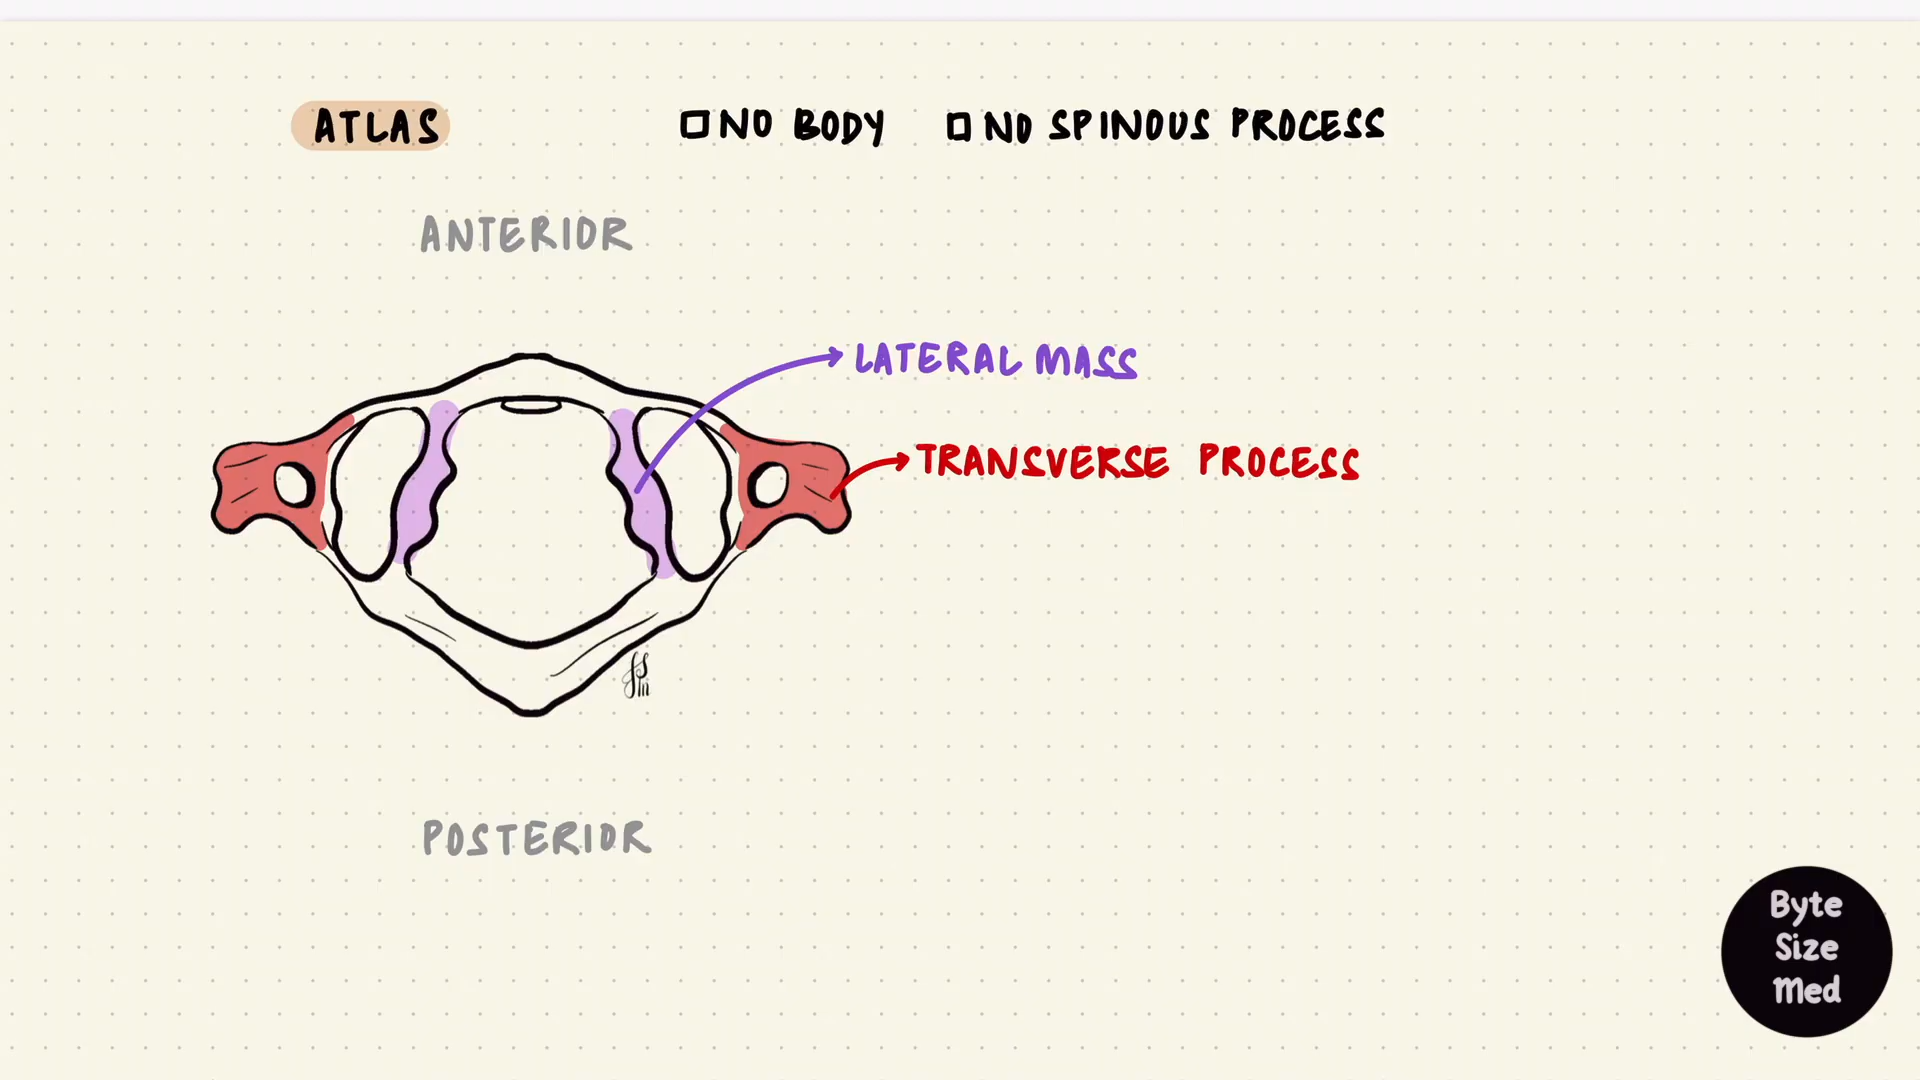 ATLAS
NO BODY
NO SPINOUS PROCESS
ANTERIOR
LATERAL MASS
TRANSVERSE PROCESS
POSTERIOR
Byte
Size
Med